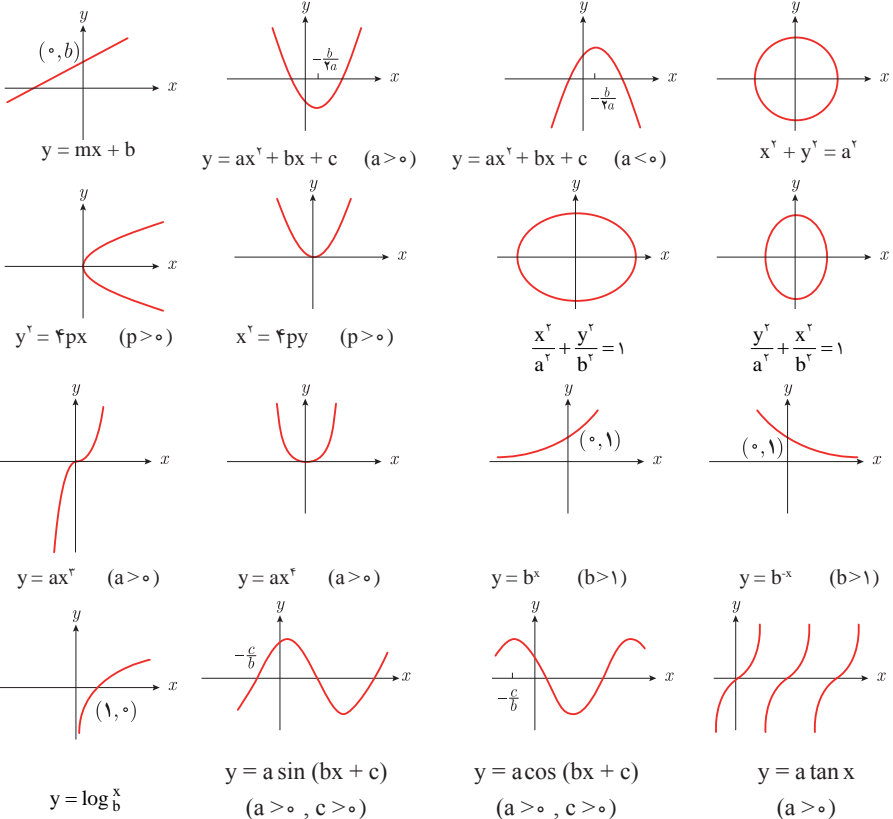 y y y y
(۰,b) −b/۲a −b/۲a
x x x x
y = mx + b y = ax۲ + bx + c (a>۰) y = ax۲ + bx + c (a<۰) x۲ + y۲ = a۲
y y y y
x x x x
y۲ = ۴px (p>۰) x۲ = ۴py (p>۰) x۲/a۲ + y۲/b۲ = ۱ y۲/a۲ + x۲/b۲ = ۱
y y y y
(۰,۱) (۰,۱)
x x x x
y = ax۳ (a>۰) y = ax۴ (a>۰) y = bˣ (b>۱) y = b⁻ˣ (b>۱)
y y y y
−c/b −c/b
x x x x
(۱,۰)
y = log x b y = a sin (bx + c) y = acos (bx + c) y = a tan x
(a >۰ , c >۰) (a >۰ , c >۰) (a >۰)